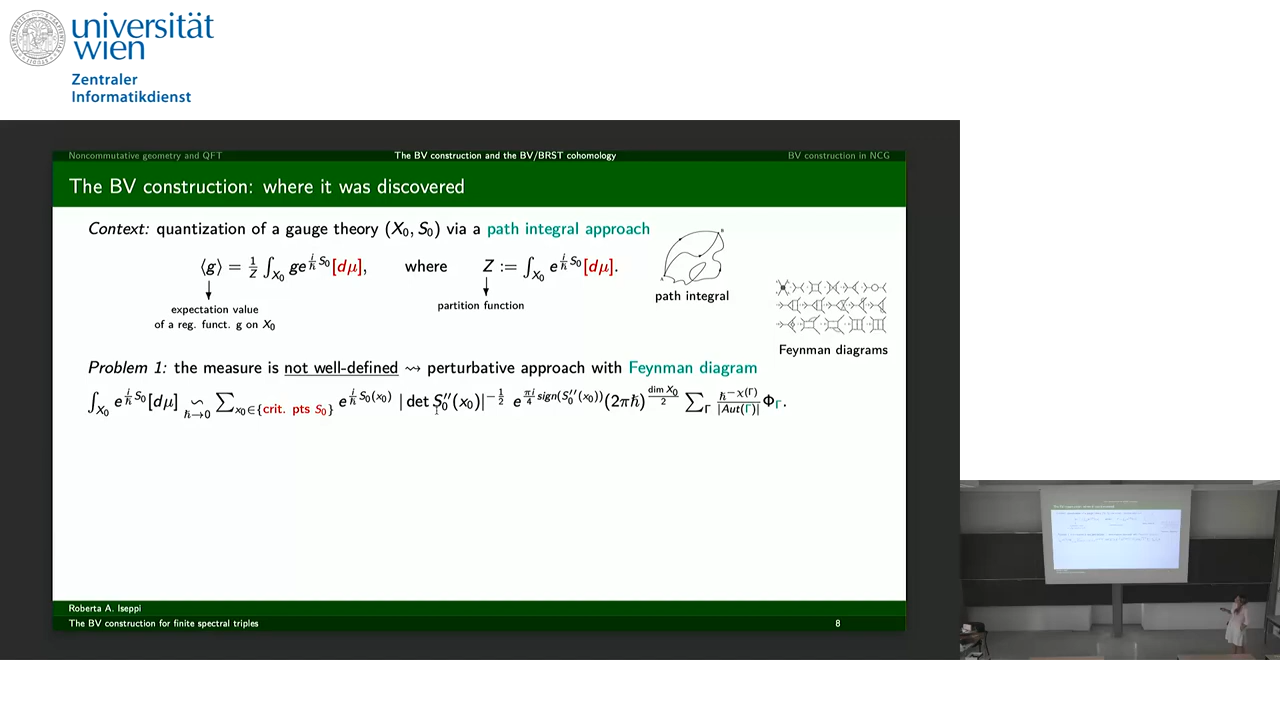 universität
wien
Zentraler
Informatikdienst
Noncommutative geometry and QFT The BV construction and the BV/BRST cohomology BV construction in NCG
The BV construction: where it was discovered
Context: quantization of a gauge theory (X₀, S₀) via a path integral approach
⟨g⟩ = 1/Z ∫_{X₀} g e^{i/ħ S₀}[dμ], where Z := ∫_{X₀} e^{i/ħ S₀}[dμ].
expectation value
of a reg. funct. g on X₀
partition function
path integral
Feynman diagrams
Problem 1: the measure is not well-defined ⇝ perturbative approach with Feynman diagram
∫_{X₀} e^{i/ħ S₀}[dμ] ∽_{ħ→0} ∑_{x₀∈{crit. pts S₀}} e^{i/ħ S₀(x₀)} |det S₀''(x₀)|^{-1/2} e^{πi/4 sign(S₀''(x₀))}(2πħ)^{dim X₀/2} ∑_Γ ħ^{-χ(Γ)}/|Aut(Γ)| Φ_Γ.
Roberta A. Iseppi
The BV construction for finite spectral triples 8